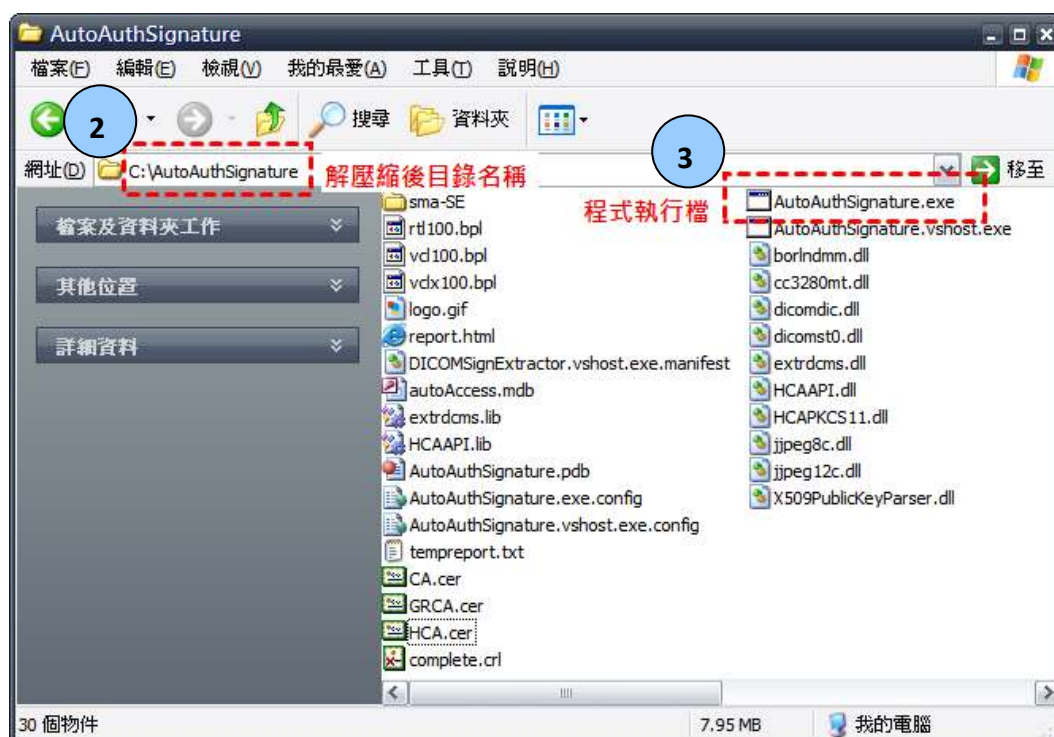 AutoAuthSignature
檔案(F) 編輯(E) 檢視(V) 我的最愛(A) 工具(T) 說明(H)
2
搜尋 資料夾
3
網址(D) C:\AutoAuthSignature 移至
解壓縮後目錄名稱
程式執行檔
檔案及資料夾工作
其他位置
詳細資料
sma-SE
rtl100.bpl
vcl100.bpl
vclx100.bpl
logo.gif
report.html
DICOMSignExtractor.vshost.exe.manifest
autoAccess.mdb
extrdcms.lib
HCAAPI.lib
AutoAuthSignature.pdb
AutoAuthSignature.exe.config
AutoAuthSignature.vshost.exe.config
tempreport.txt
CA.cer
GRCA.cer
HCA.cer
complete.crl
AutoAuthSignature.exe
AutoAuthSignature.vshost.exe
borlndmm.dll
cc3280mt.dll
dicomdic.dll
dicomst0.dll
extrdcms.dll
HCAAPI.dll
HCAPKCS11.dll
jjpeg8c.dll
jjpeg12c.dll
X509PublicKeyParser.dll
30 個物件 7.95 MB 我的電腦